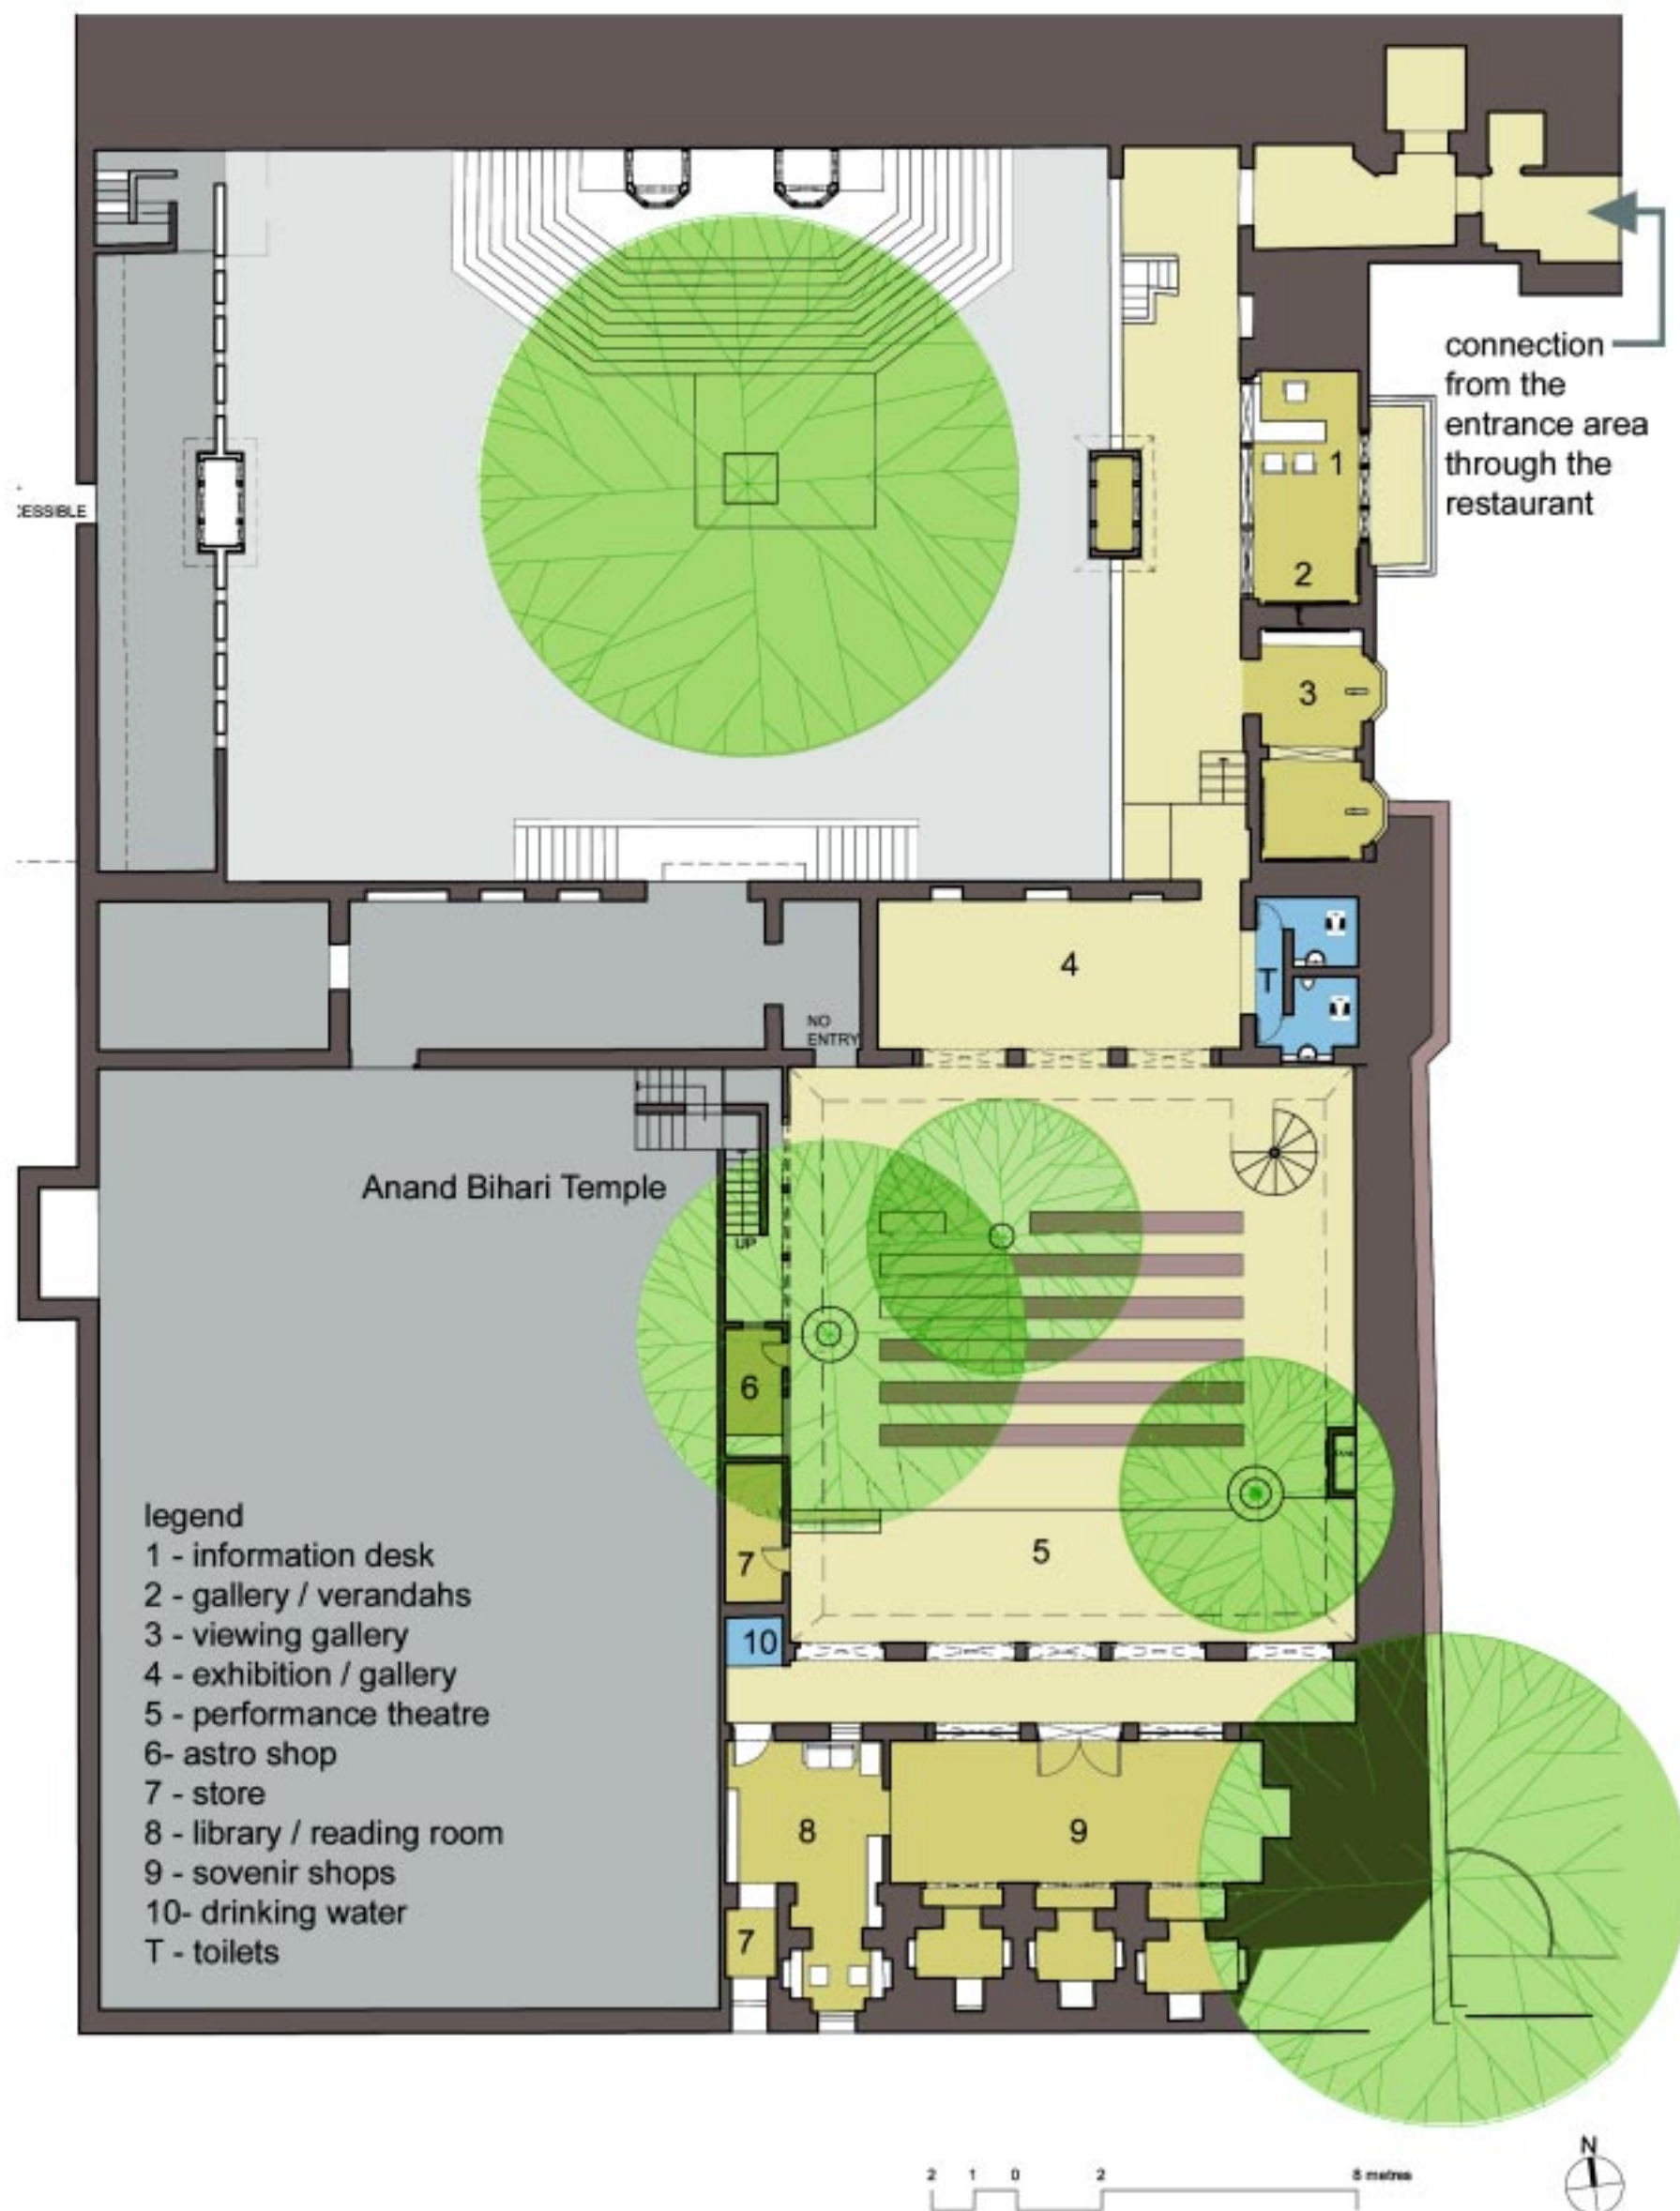 connection
from the
entrance area
through the
restaurant
1
CESSIBLE
2
3
4
T
NO
ENTRY
Anand Bihari Temple
UP
6
5
7
10
legend
1 - information desk
2 - gallery / verandahs
3 - viewing gallery
4 - exhibition / gallery
5 - performance theatre
6- astro shop
7 - store
8 - library / reading room
9 - sovenir shops
10- drinking water
T - toilets
8
9
7
N
2 1 0 2 8 metres